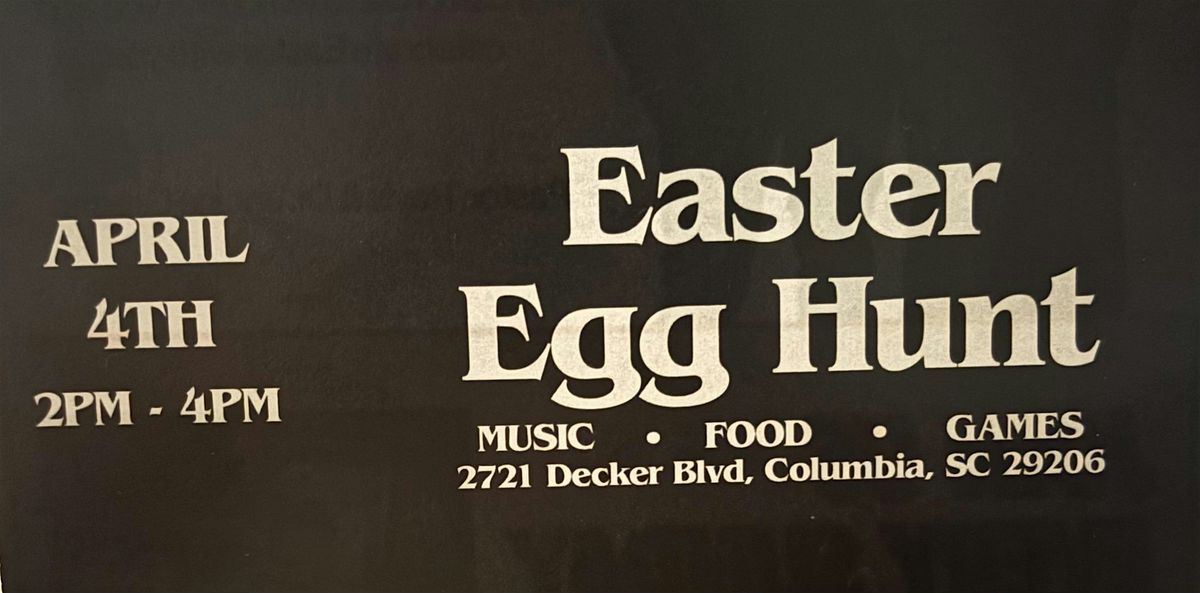 APRIL
4TH
2PM - 4PM
Easter
Egg Hunt
MUSIC • FOOD • GAMES
2721 Decker Blvd, Columbia, SC 29206